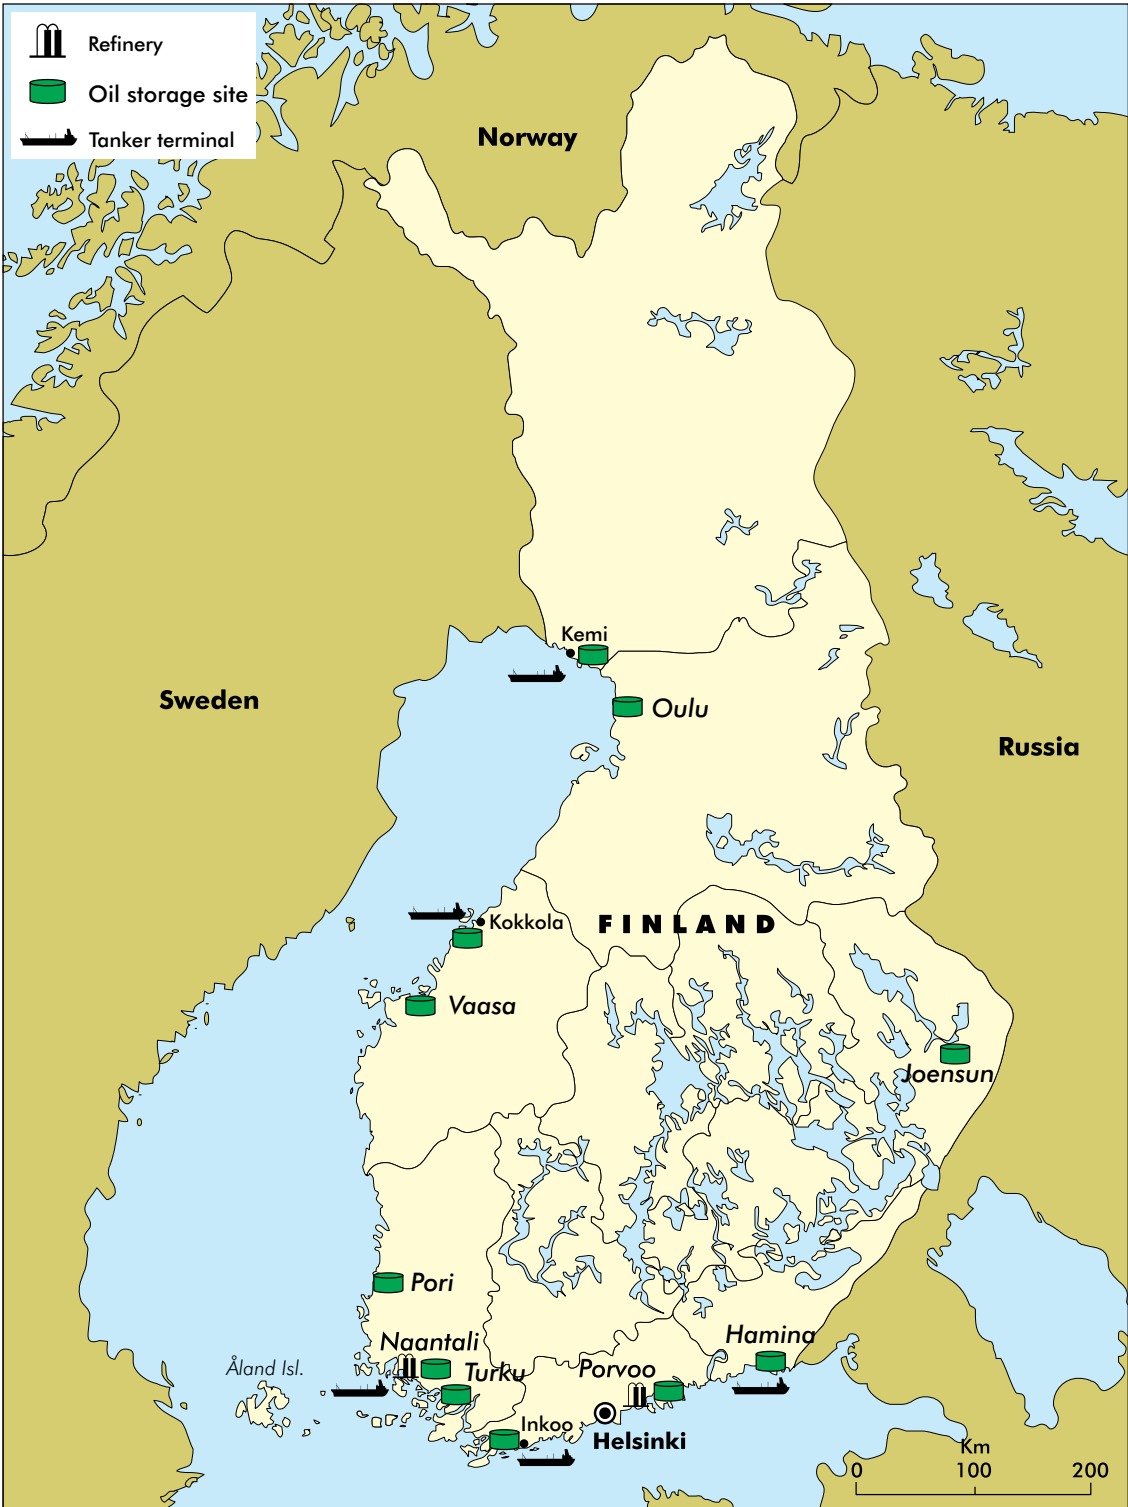 Refinery
Oil storage site
Tanker terminal
Norway
Kemi
Sweden
Oulu
Russia
Kokkola
FINLAND
Vaasa
Joensun
Pori
Naantali
Hamina
Åland Isl.
Turku
Porvoo
Inkoo
Helsinki
Km
0 100 200